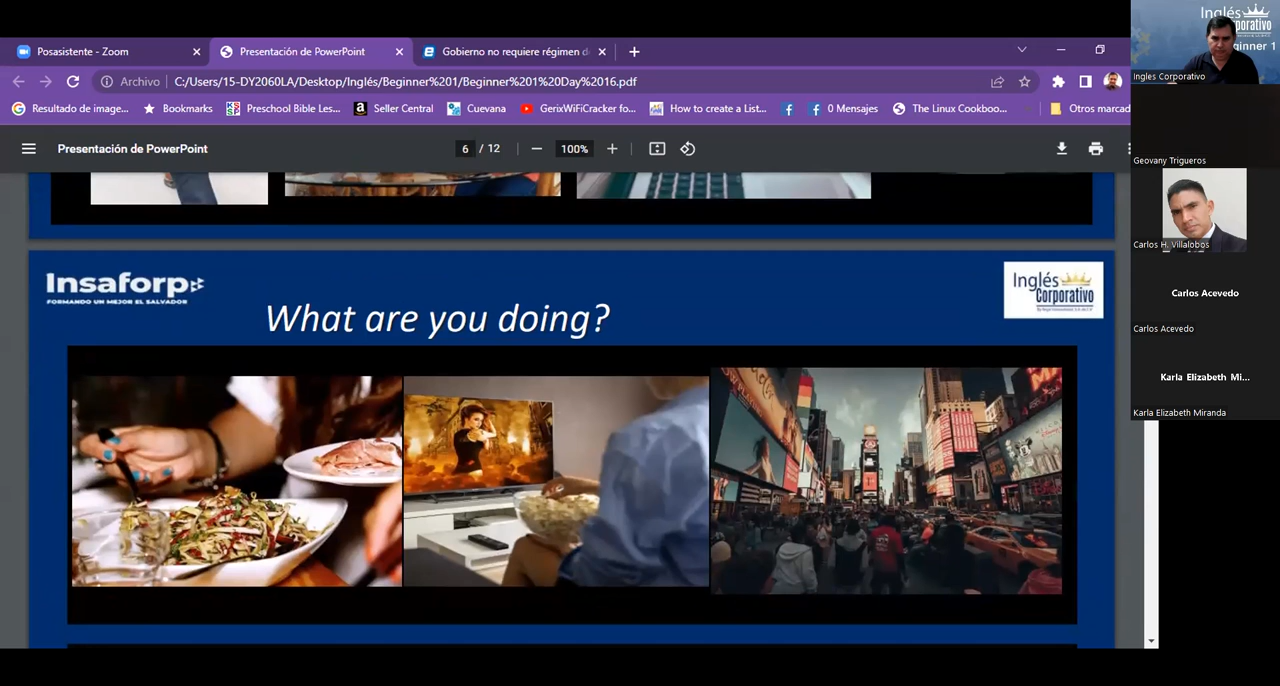 Posasistente - Zoom
Presentación de PowerPoint
Gobierno no requiere régimen d
Archivo
C:/Users/15-DY2060LA/Desktop/Inglés/Beginner%201/Beginner%201%20Day%2016.pdf
Resultado de image...
Bookmarks
Preschool Bible Les...
Seller Central
Cuevana
GerixWiFiCracker fo...
How to create a List...
0 Mensajes
The Linux Cookboo...
Otros marcad
Presentación de PowerPoint
6 / 12
100%
Insaforp
FORMANDO UN MEJOR EL SALVADOR
Inglés
Corporativo
What are you doing?
Inglés
orporativo
ginner 1
Ingles Corporativo
Geovany Trigueros
Carlos H. Villalobos
Carlos Acevedo
Carlos Acevedo
Karla Elizabeth Mi...
Karla Elizabeth Miranda